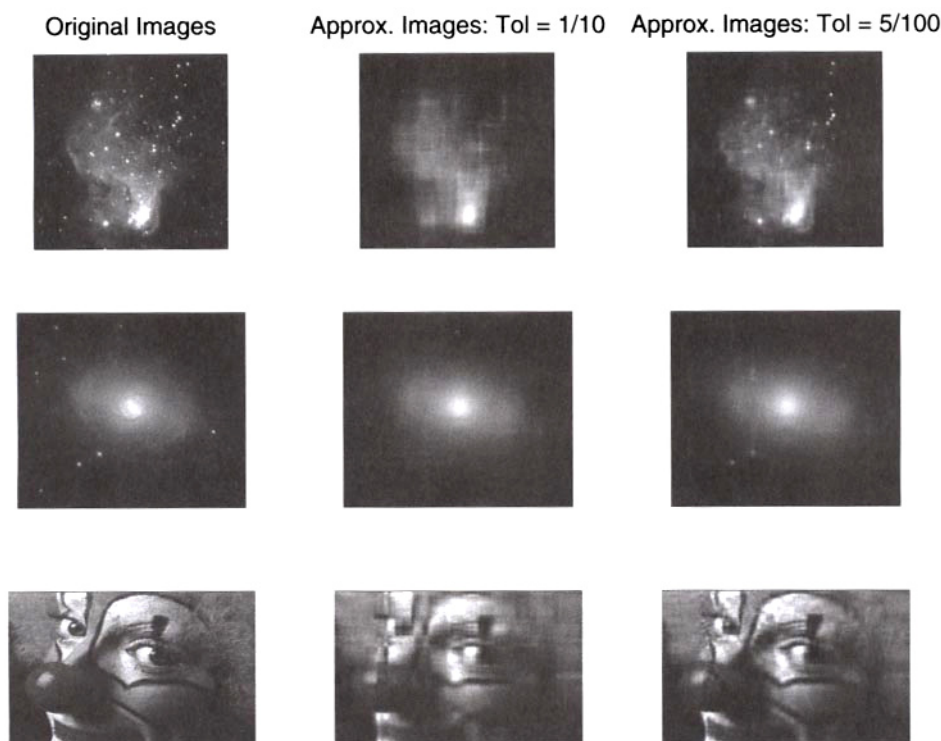 Original Images
Approx. Images: Tol = 1/10
Approx. Images: Tol = 5/100